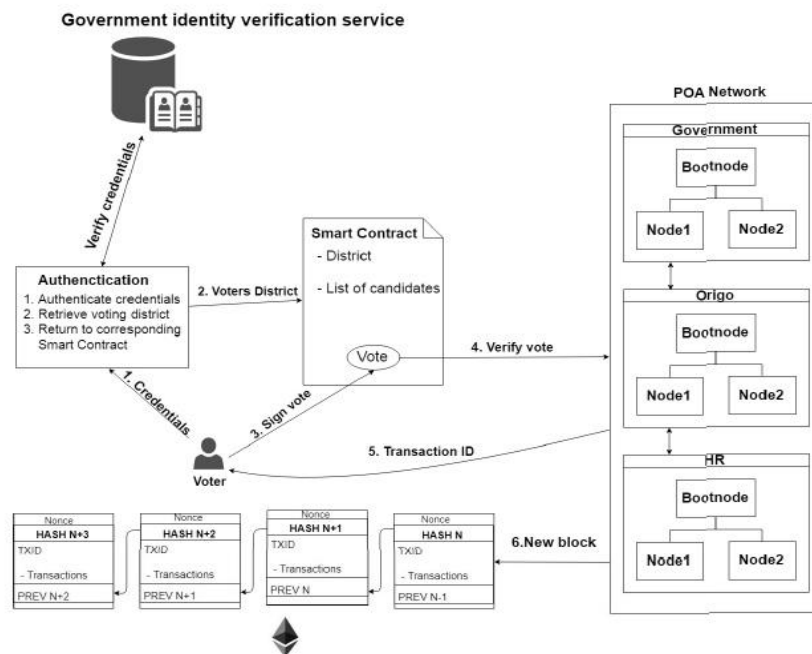 Government identity verification service
Verify credentials
Authenctication
1. Authenticate credentials
2. Retrieve voting district
3. Return to corresponding
Smart Contract
2. Voters District
Smart Contract
- District
- List of candidates
Vote
1. Credentials
3. Sign vote
Voter
4. Verify vote
5. Transaction ID
POA Network
Government
Bootnode
Node1
Node2
Origo
Bootnode
Node1
Node2
HR
Bootnode
Node1
Node2
6.New block
Nonce
HASH N+3
TXID
- Transactions
PREV N+2
Nonce
HASH N+2
TXID
- Transactions
PREV N+1
Nonce
HASH N+1
TXID
- Transactions
PREV N
Nonce
HASH N
TXID
- Transactions
PREV N-1